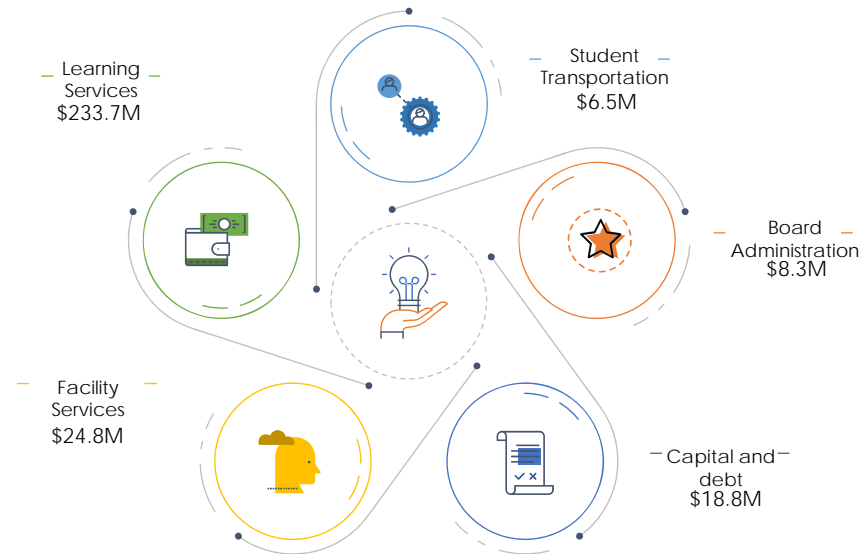 Learning
Services
$233.7M
Student
Transportation
$6.5M
Board
Administration
$8.3M
Facility
Services
$24.8M
Capital and
debt
$18.8M